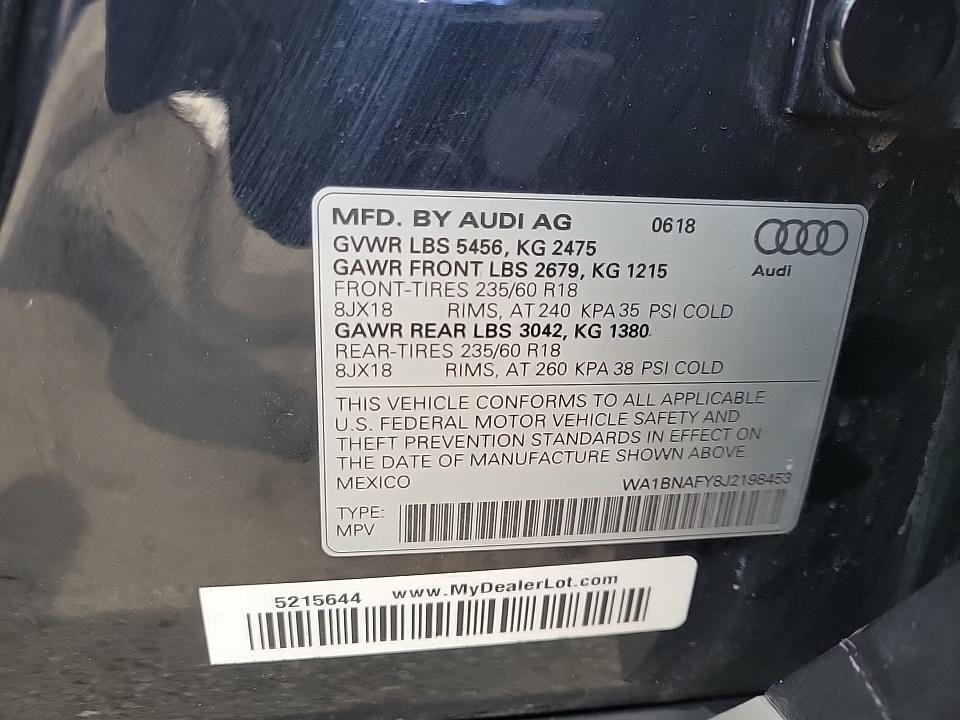 MFD. BY AUDI AG 0618
GVWR LBS 5456, KG 2475
GAWR FRONT LBS 2679, KG 1215
Audi
FRONT-TIRES 235/60 R18
8JX18 RIMS, AT 240 KPA 35 PSI COLD
GAWR REAR LBS 3042, KG 1380
REAR-TIRES 235/60 R18
8JX18 RIMS, AT 260 KPA 38 PSI COLD
THIS VEHICLE CONFORMS TO ALL APPLICABLE
U.S. FEDERAL MOTOR VEHICLE SAFETY AND
THEFT PREVENTION STANDARDS IN EFFECT ON
THE DATE OF MANUFACTURE SHOWN ABOVE.
MEXICO WA1BNAFY8J2198453
TYPE:
MPV
5215644 www.MyDealerLot.com